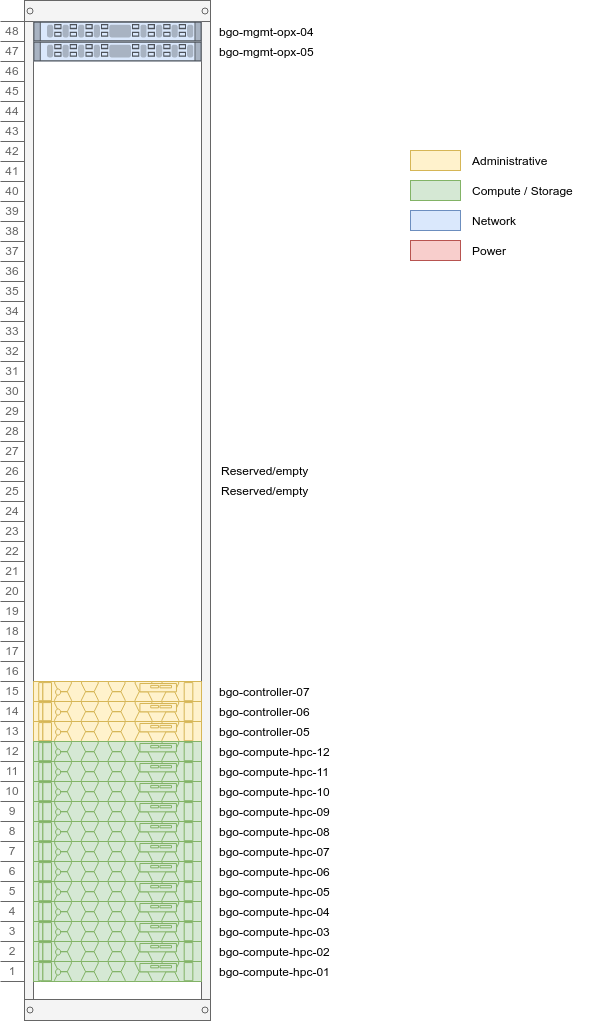 48 bgo-mgmt-opx-04
47 bgo-mgmt-opx-05
46
45
44
43
42 Administrative
41
40 Compute / Storage
39
38 Network
37 Power
36
35
34
33
32
31
30
29
28
27
26 Reserved/empty
25 Reserved/empty
24
23
22
21
20
19
18
17
16
15 bgo-controller-07
14 bgo-controller-06
13 bgo-controller-05
12 bgo-compute-hpc-12
11 bgo-compute-hpc-11
10 bgo-compute-hpc-10
9 bgo-compute-hpc-09
8 bgo-compute-hpc-08
7 bgo-compute-hpc-07
6 bgo-compute-hpc-06
5 bgo-compute-hpc-05
4 bgo-compute-hpc-04
3 bgo-compute-hpc-03
2 bgo-compute-hpc-02
1 bgo-compute-hpc-01